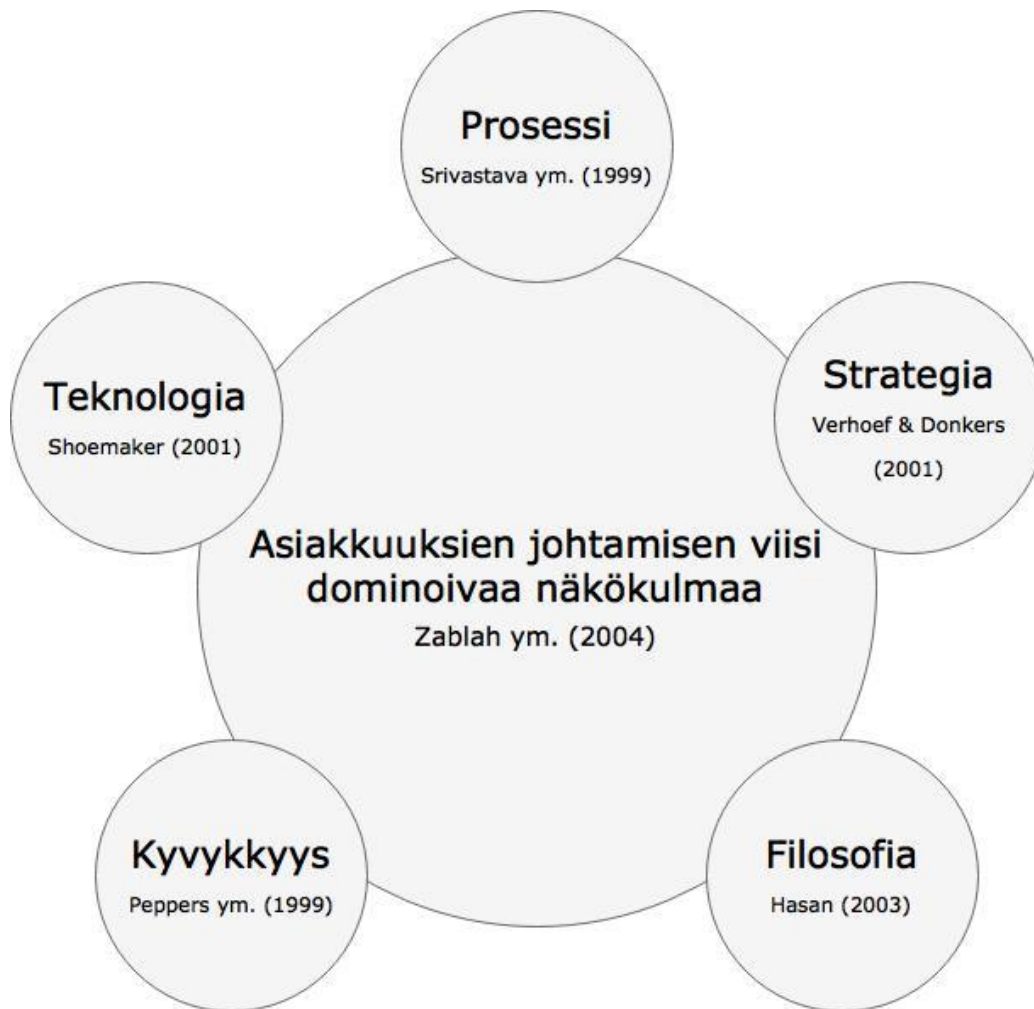 Prosessi
Srivastava ym. (1999)
Teknologia
Shoemaker (2001)
Strategia
Verhoef & Donkers
(2001)
Asiakkuuksien johtamisen viisi
dominoivaa näkökulmaa
Zablah ym. (2004)
Kyvykkyys
Peppers ym. (1999)
Filosofia
Hasan (2003)